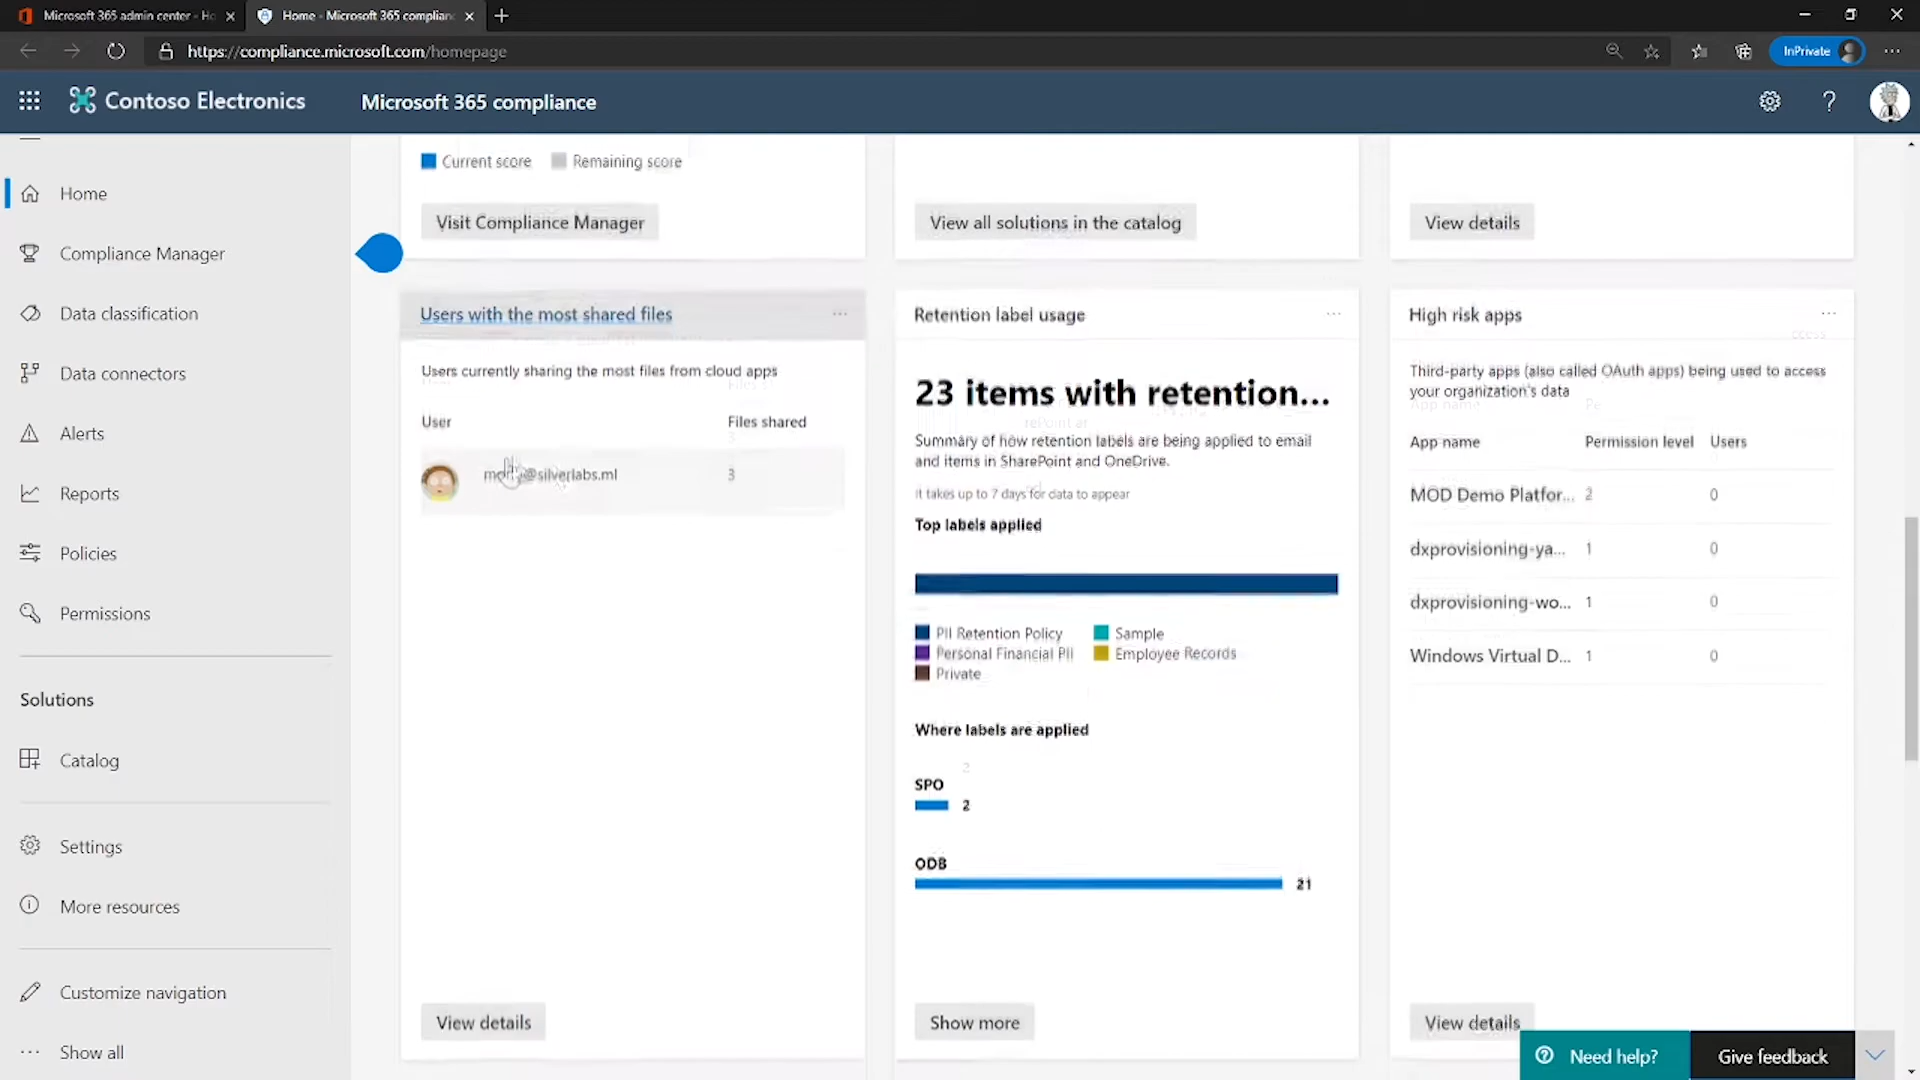 Microsoft 365 admin center - Ho
Home - Microsoft 365 complianc
https://compliance.microsoft.com/homepage
InPrivate
Contoso Electronics
Microsoft 365 compliance
Home
Compliance Manager
Data classification
Data connectors
Alerts
Reports
Policies
Permissions
Solutions
Catalog
Settings
More resources
Customize navigation
Show all
Current score
Remaining score
Visit Compliance Manager
View all solutions in the catalog
View details
Users with the most shared files
Users currently sharing the most files from cloud apps
User Files shared
@silverlabs.ml 3
View details
Retention label usage
23 items with retention...
Summary of how retention labels are being applied to email
and items in SharePoint and OneDrive.
It takes up to 7 days for data to appear
Top labels applied
PII Retention Policy
Sample
Personal Financial PII
Employee Records
Private
Where labels are applied
SPO
2
ODB
21
Show more
High risk apps
Third-party apps (also called OAuth apps) being used to access
your organization's data
App name Permission level Users
MOD Demo Platfor... 2 0
dxprovisioning-ya... 1 0
dxprovisioning-wo... 1 0
Windows Virtual D... 1 0
View details
Need help?
Give feedback